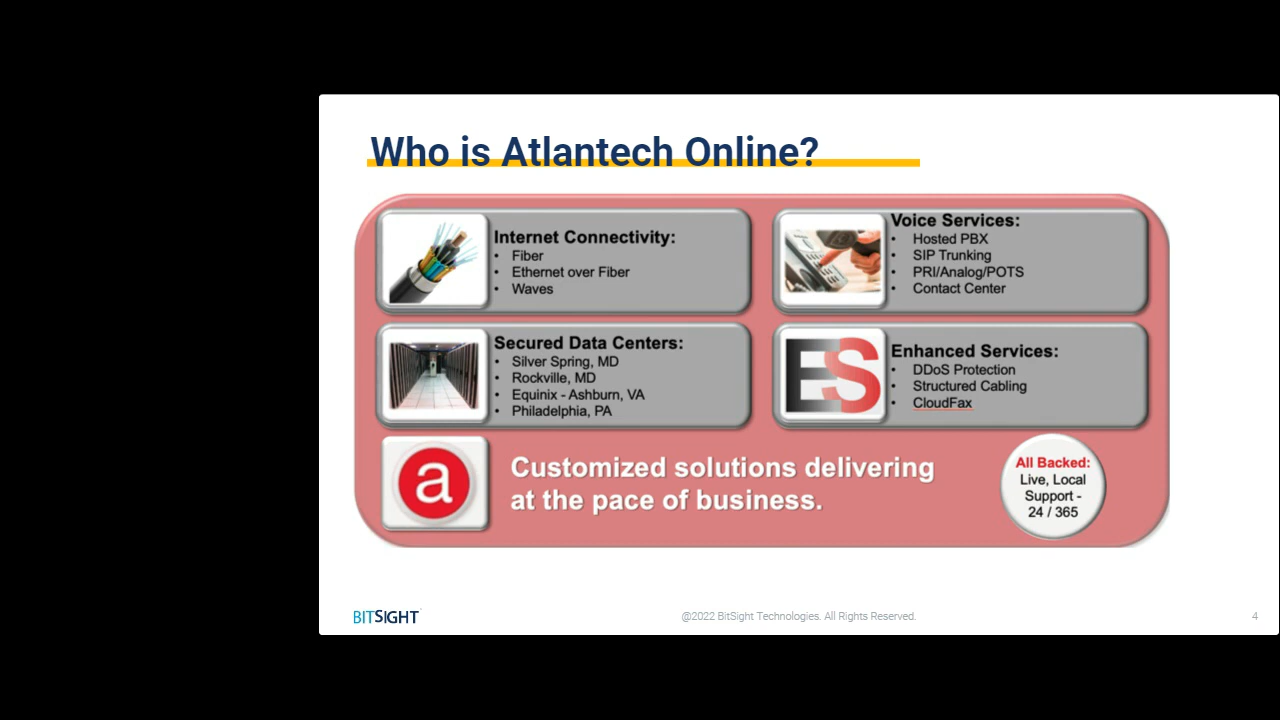 Who is Atlantech Online?
Internet Connectivity:
• Fiber
• Ethernet over Fiber
• Waves
Voice Services:
• Hosted PBX
• SIP Trunking
• PRI/Analog/POTS
• Contact Center
Secured Data Centers:
• Silver Spring, MD
• Rockville, MD
• Equinix - Ashburn, VA
• Philadelphia, PA
ES
Enhanced Services:
• DDoS Protection
• Structured Cabling
• CloudFax
a
Customized solutions delivering
at the pace of business.
All Backed:
Live, Local
Support -
24 / 365
BITSIGHT
@2022 BitSight Technologies. All Rights Reserved.
4